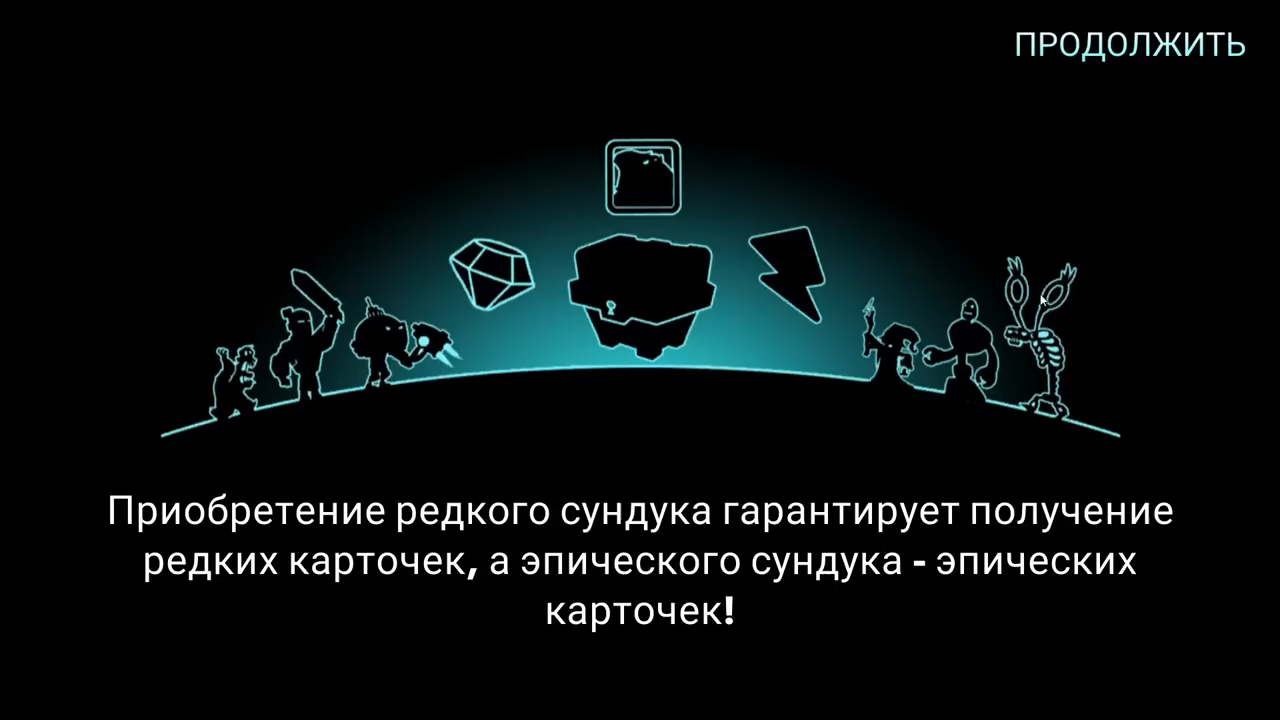 ПРОДОЛЖИТЬ
Приобретение редкого сундука гарантирует получение
редких карточек, а эпического сундука - эпических
карточек!